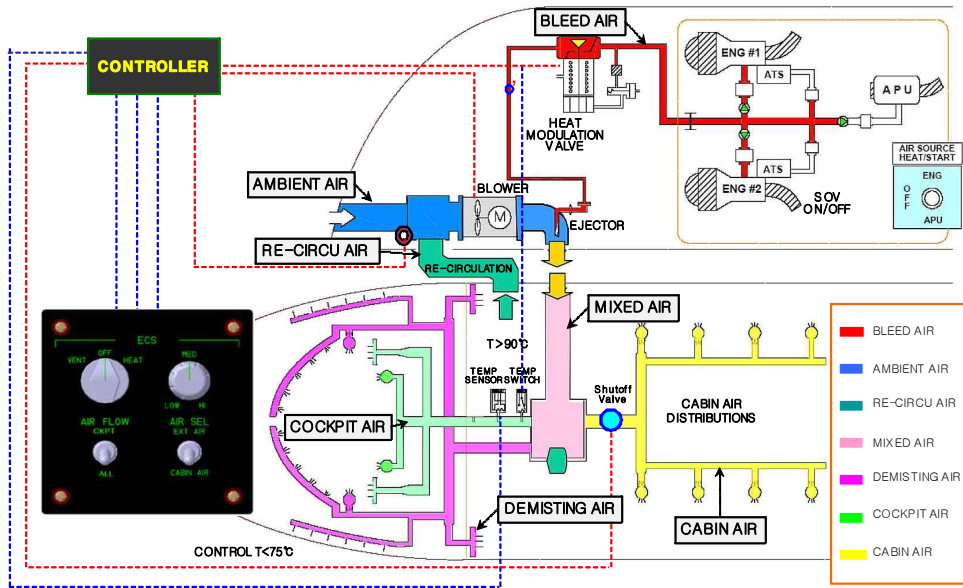 BLEED AIR
CONTROLLER
ENG #1
ATS
APU
HEAT
MODULATION
VALVE
AIR SOURCE
HEAT/START
ENG
OFF
APU
ATS
ENG #2
SOV
ON/OFF
AMBIENT AIR
BLOWER
M
EJECTOR
RE-CIRCU AIR
RE-CIRCULATION
MIXED AIR
T>90℃
TEMP
SENSOR
TEMP
SWITCH
Shutoff
Valve
CABIN AIR
DISTRIBUTIONS
COCKPIT AIR
DEMISTING AIR
CABIN AIR
CONTROL T<75℃
ECS
OFF
VENT
HEAT
MED
LOW
HI
AIR FLOW
CKPT
ALL
AIR SEL
EXT AIR
CABIN AIR
BLEED AIR
AMBIENT AIR
RE-CIRCU AIR
MIXED AIR
DEMISTING AIR
COCKPIT AIR
CABIN AIR